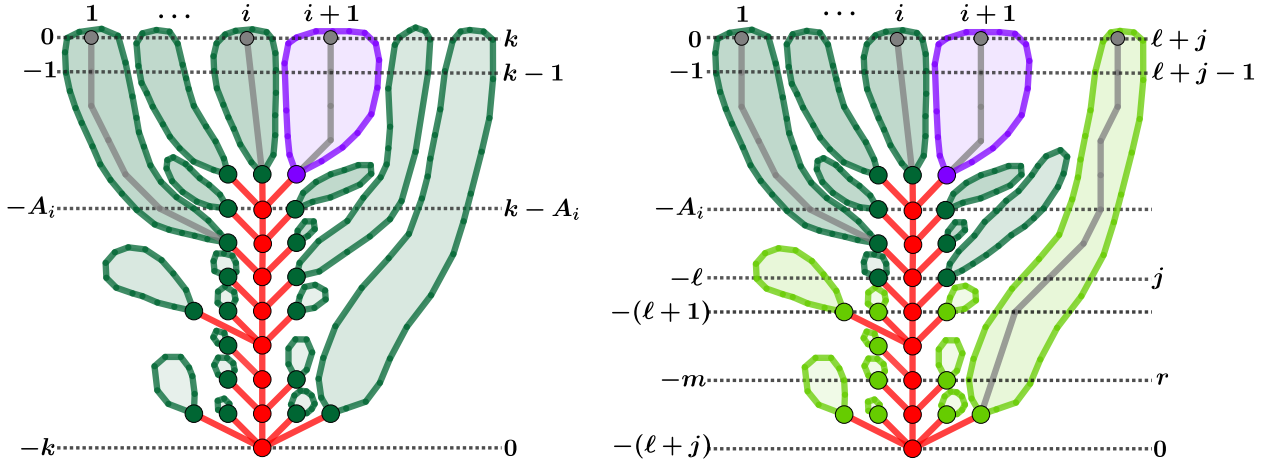 1 ··· i i + 1
0 k
−1 k − 1
−A_i k − A_i
−k 0
1 ··· i i + 1
0 ℓ + j
−1 ℓ + j − 1
−A_i
−ℓ j
−(ℓ + 1)
−m r
−(ℓ + j) 0